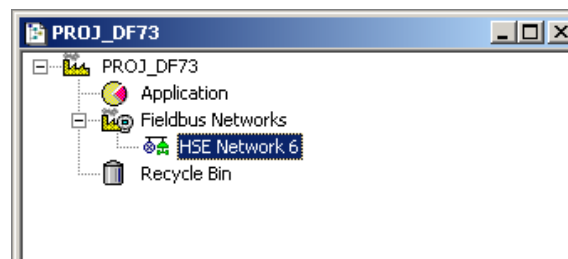 PROJ_DF73
PROJ_DF73
Application
Fieldbus Networks
HSE Network 6
Recycle Bin